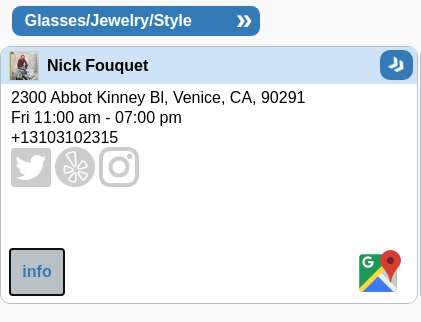 Glasses/Jewelry/Style »
Nick Fouquet
2300 Abbot Kinney Bl, Venice, CA, 90291
Fri 11:00 am - 07:00 pm
+13103102315
info
G